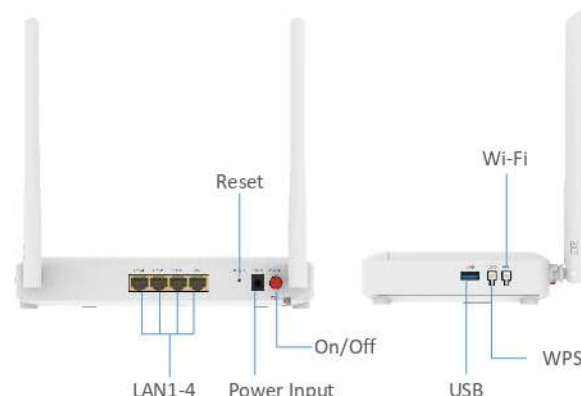 Wi-Fi
Reset
On/Off
WPS
LAN1-4
Power Input
USB